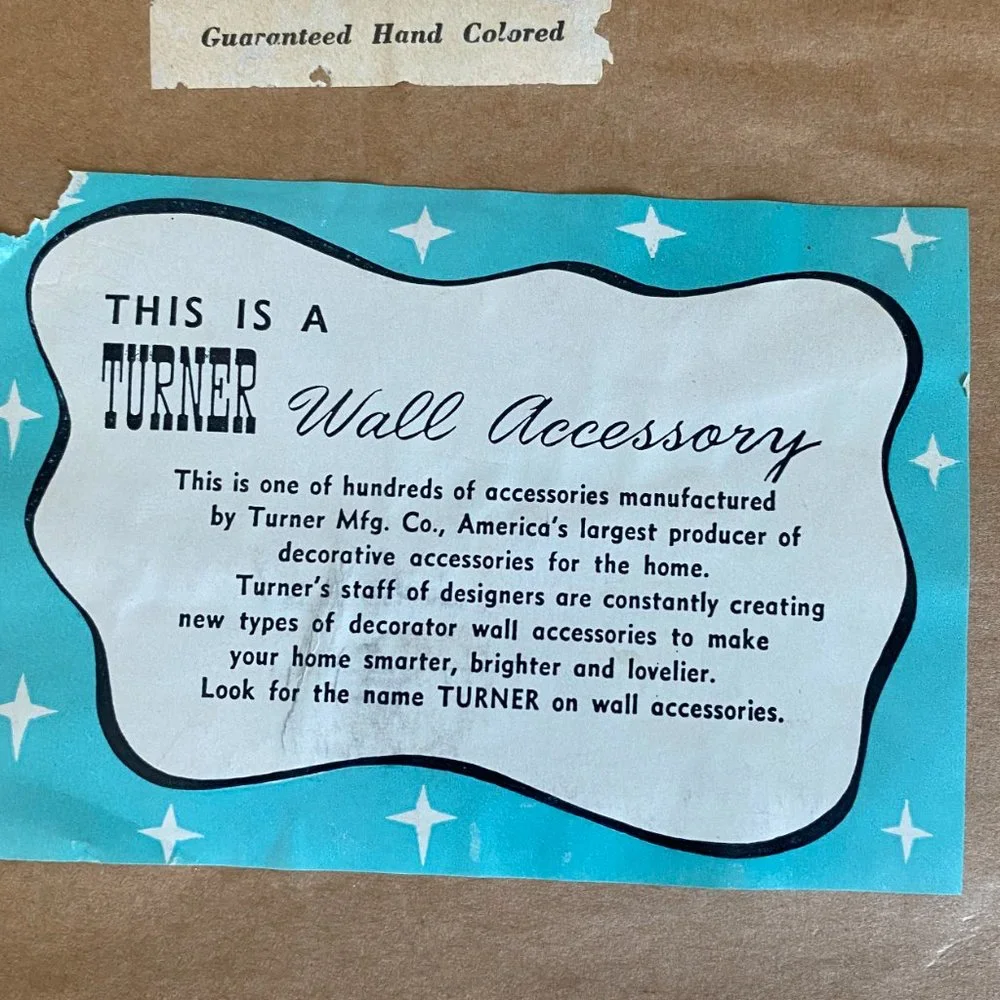 Guaranteed Hand Colored
THIS IS A
TURNER Wall Accessory
This is one of hundreds of accessories manufactured
by Turner Mfg. Co., America's largest producer of
decorative accessories for the home.
Turner's staff of designers are constantly creating
new types of decorator wall accessories to make
your home smarter, brighter and lovelier.
Look for the name TURNER on wall accessories.